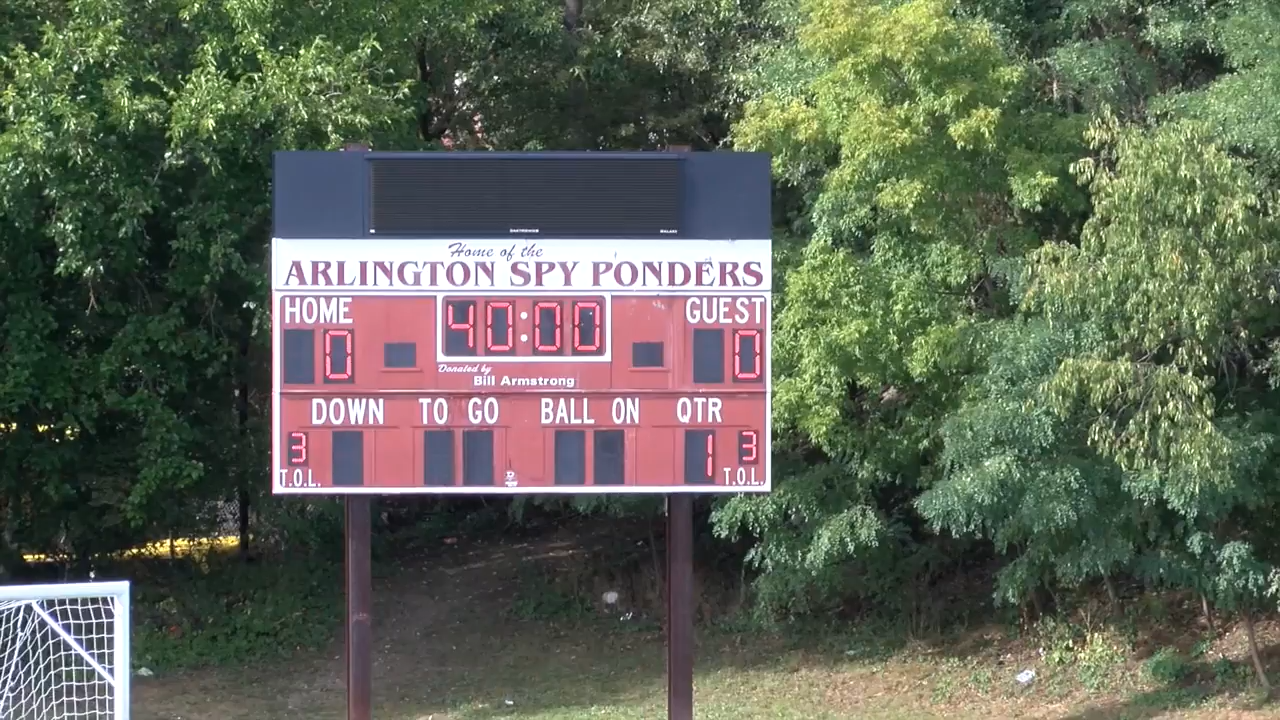 Home of the
ARLINGTON SPY PONDERS
HOME 40:00 GUEST
0 0
Donated by
Bill Armstrong
DOWN TO GO BALL ON QTR
3 1 3
T.O.L. T.O.L.